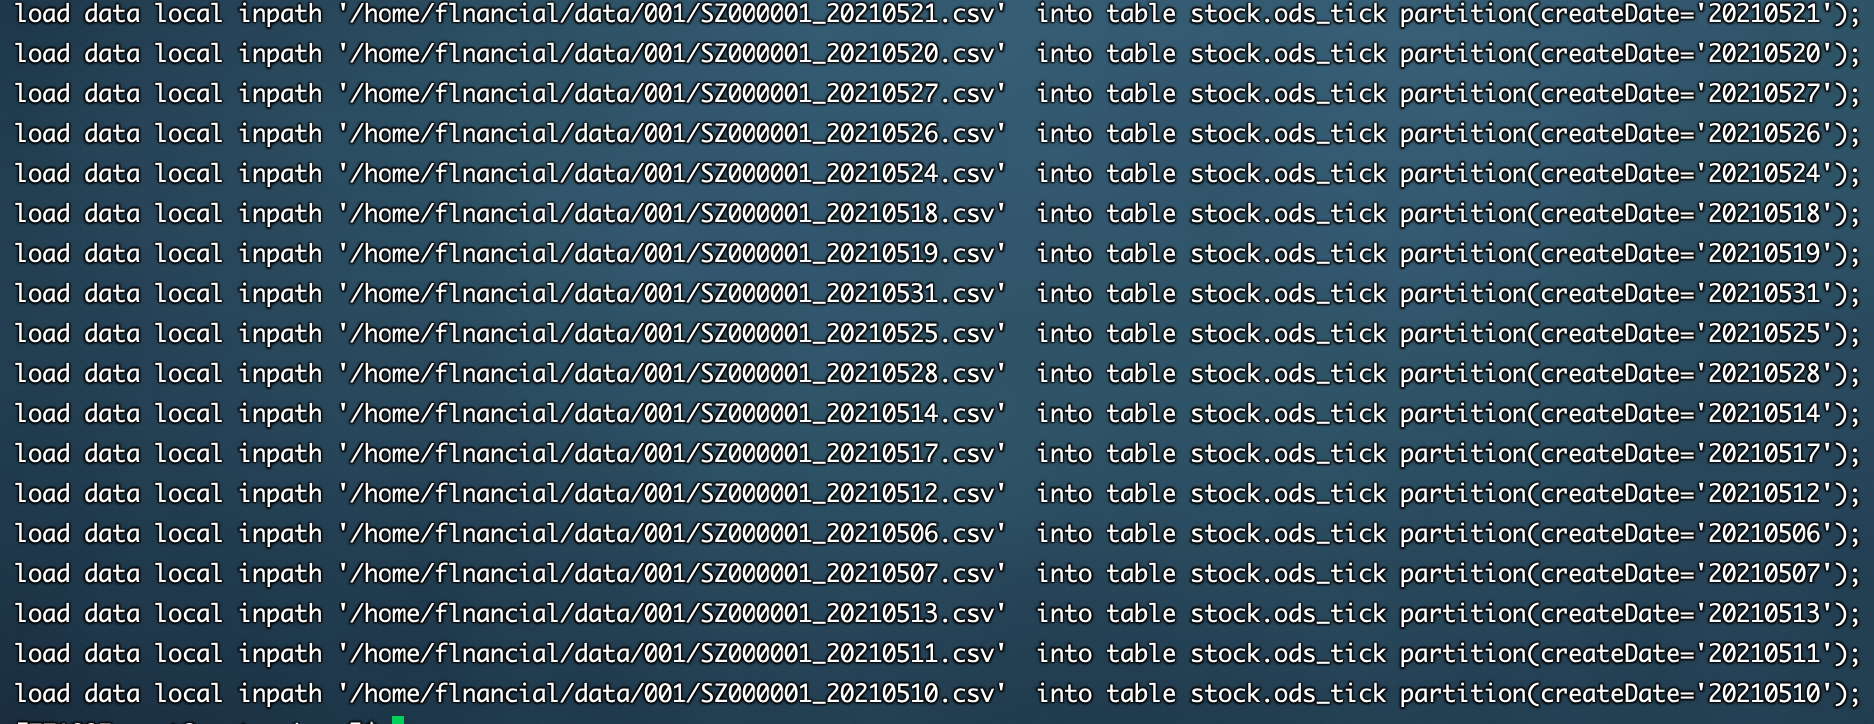 load data local inpath '/home/flnancial/data/001/SZ000001_20210521.csv'  into table stock.ods_tick partition(createDate='20210521');
load data local inpath '/home/flnancial/data/001/SZ000001_20210520.csv'  into table stock.ods_tick partition(createDate='20210520');
load data local inpath '/home/flnancial/data/001/SZ000001_20210527.csv'  into table stock.ods_tick partition(createDate='20210527');
load data local inpath '/home/flnancial/data/001/SZ000001_20210526.csv'  into table stock.ods_tick partition(createDate='20210526');
load data local inpath '/home/flnancial/data/001/SZ000001_20210524.csv'  into table stock.ods_tick partition(createDate='20210524');
load data local inpath '/home/flnancial/data/001/SZ000001_20210518.csv'  into table stock.ods_tick partition(createDate='20210518');
load data local inpath '/home/flnancial/data/001/SZ000001_20210519.csv'  into table stock.ods_tick partition(createDate='20210519');
load data local inpath '/home/flnancial/data/001/SZ000001_20210531.csv'  into table stock.ods_tick partition(createDate='20210531');
load data local inpath '/home/flnancial/data/001/SZ000001_20210525.csv'  into table stock.ods_tick partition(createDate='20210525');
load data local inpath '/home/flnancial/data/001/SZ000001_20210528.csv'  into table stock.ods_tick partition(createDate='20210528');
load data local inpath '/home/flnancial/data/001/SZ000001_20210514.csv'  into table stock.ods_tick partition(createDate='20210514');
load data local inpath '/home/flnancial/data/001/SZ000001_20210517.csv'  into table stock.ods_tick partition(createDate='20210517');
load data local inpath '/home/flnancial/data/001/SZ000001_20210512.csv'  into table stock.ods_tick partition(createDate='20210512');
load data local inpath '/home/flnancial/data/001/SZ000001_20210506.csv'  into table stock.ods_tick partition(createDate='20210506');
load data local inpath '/home/flnancial/data/001/SZ000001_20210507.csv'  into table stock.ods_tick partition(createDate='20210507');
load data local inpath '/home/flnancial/data/001/SZ000001_20210513.csv'  into table stock.ods_tick partition(createDate='20210513');
load data local inpath '/home/flnancial/data/001/SZ000001_20210511.csv'  into table stock.ods_tick partition(createDate='20210511');
load data local inpath '/home/flnancial/data/001/SZ000001_20210510.csv'  into table stock.ods_tick partition(createDate='20210510');